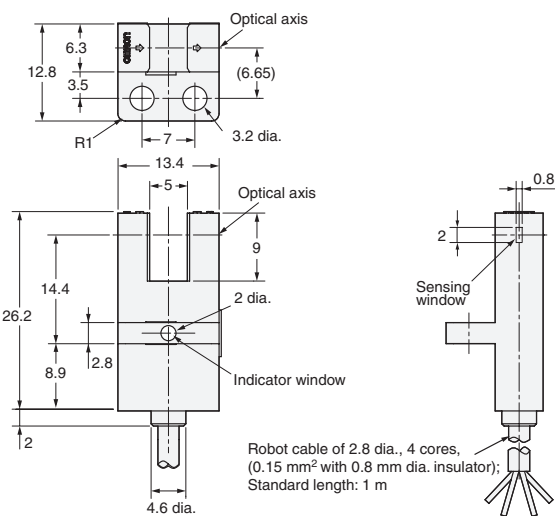 Optical axis
OMRON
6.3
12.8
3.5
(6.65)
R1
7
3.2 dia.
13.4
5
Optical axis
0.8
2
9
Sensing
window
14.4
26.2
2 dia.
2.8
8.9
Indicator window
2
Robot cable of 2.8 dia., 4 cores,
(0.15 mm² with 0.8 mm dia. insulator);
Standard length: 1 m
4.6 dia.